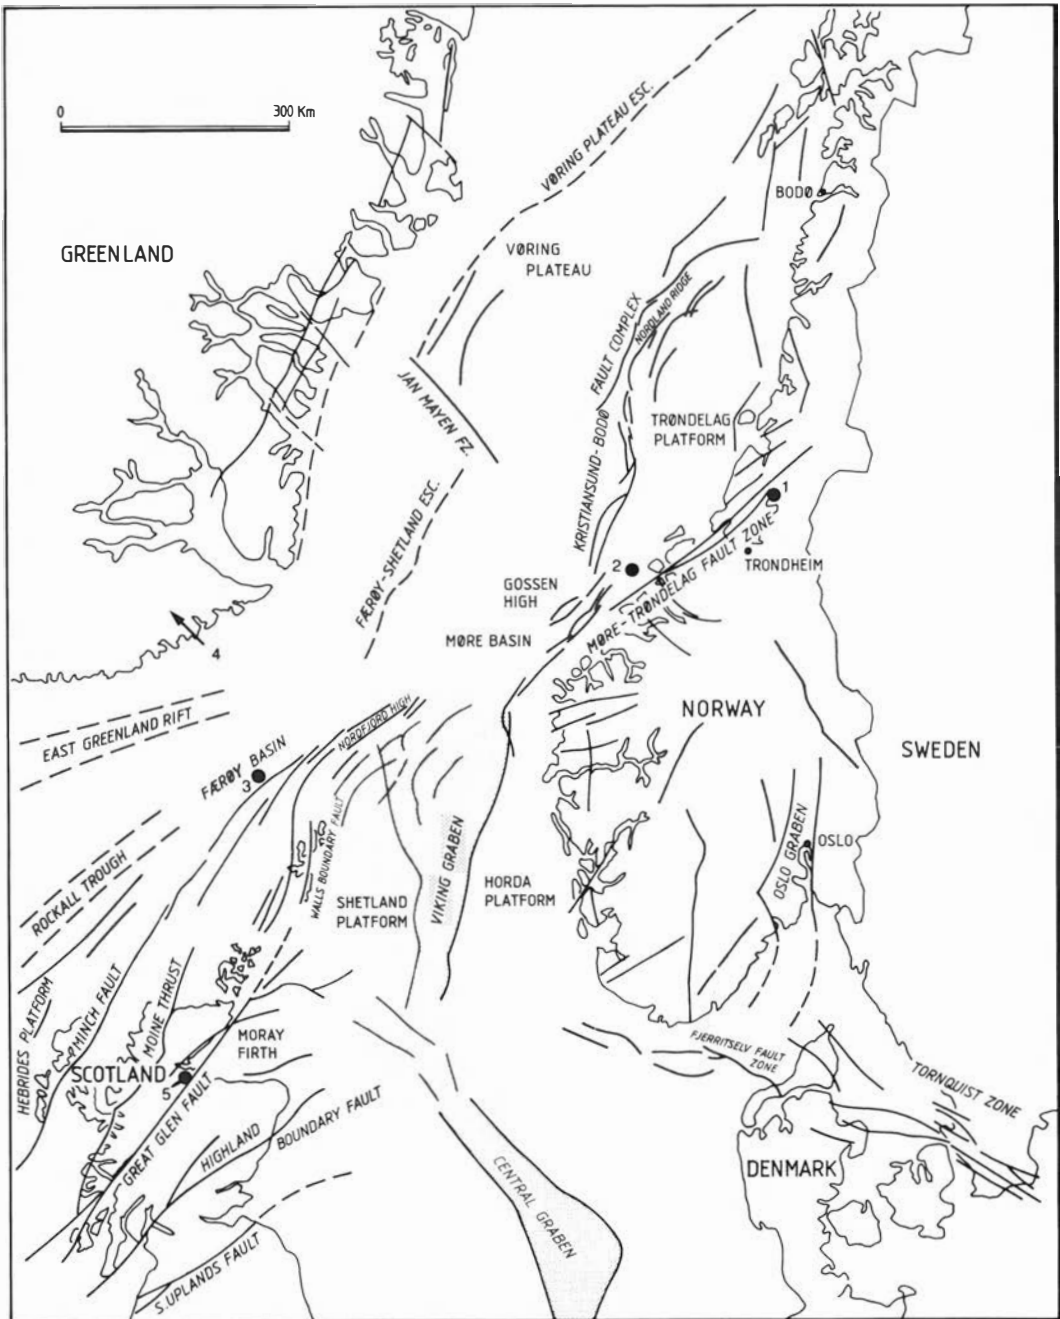 0 300 Km
VØRING PLATEAU ESC.
BODØ
GREENLAND
VØRING
PLATEAU
NORDLAND RIDGE
KRISTIANSUND-BODØ FAULT COMPLEX
JAN MAYEN FZ.
TRØNDELAG
PLATFORM
1
FÆRØY-SHETLAND ESC.
2
TRONDHEIM
GOSSEN
HIGH
MØRE-TRØNDELAG FAULT ZONE
MØRE BASIN
4
NORWAY
NORDFJORD HIGH
EAST GREENLAND RIFT
SWEDEN
FÆRØY BASIN
3
OSLO
OSLO GRABEN
WALLS BOUNDARY FAULT
VIKING GRABEN
HORDA
PLATFORM
SHETLAND
PLATFORM
ROCKALL TROUGH
HEBRIDES PLATFORM
MINCH FAULT
MOINE THRUST
MORAY
FIRTH
FJERRITSELV FAULT
ZONE
SCOTLAND
5
TORNQUIST ZONE
GREAT GLEN FAULT
HIGHLAND BOUNDARY FAULT
DENMARK
CENTRAL GRABEN
S.UPLANDS FAULT